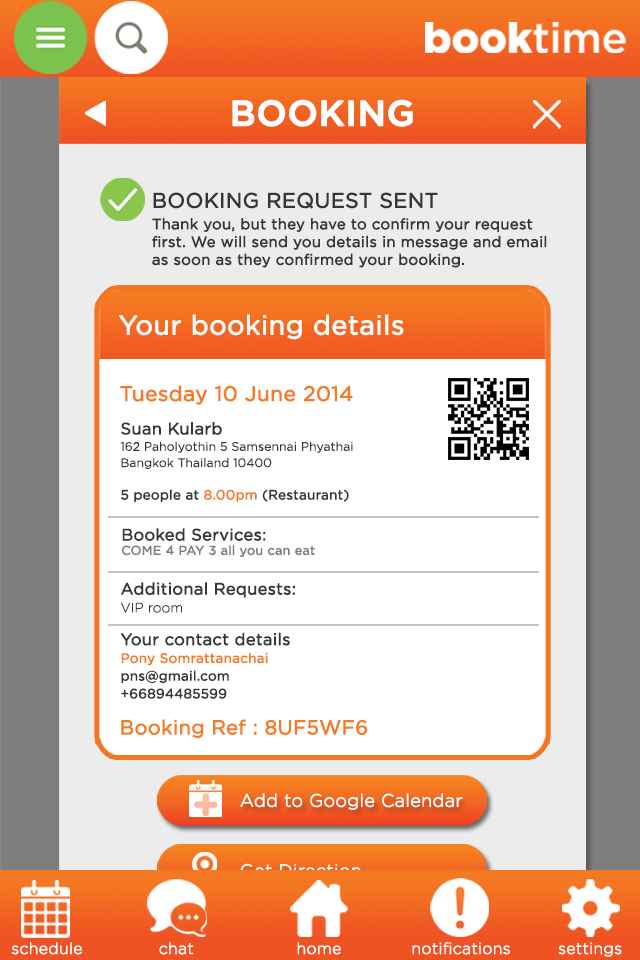 booktime
BOOKING
BOOKING REQUEST SENT
Thank you, but they have to confirm your request
first. We will send you details in message and email
as soon as they confirmed your booking.
Your booking details
Tuesday 10 June 2014
Suan Kularb
162 Paholyothin 5 Samsennai Phyathai
Bangkok Thailand 10400
5 people at 8.00pm (Restaurant)
Booked Services:
COME 4 PAY 3 all you can eat
Additional Requests:
VIP room
Your contact details
Pony Somrattanachai
pns@gmail.com
+66894485599
Booking Ref : 8UF5WF6
Add to Google Calendar
Get Direction
schedule
chat
home
notifications
settings